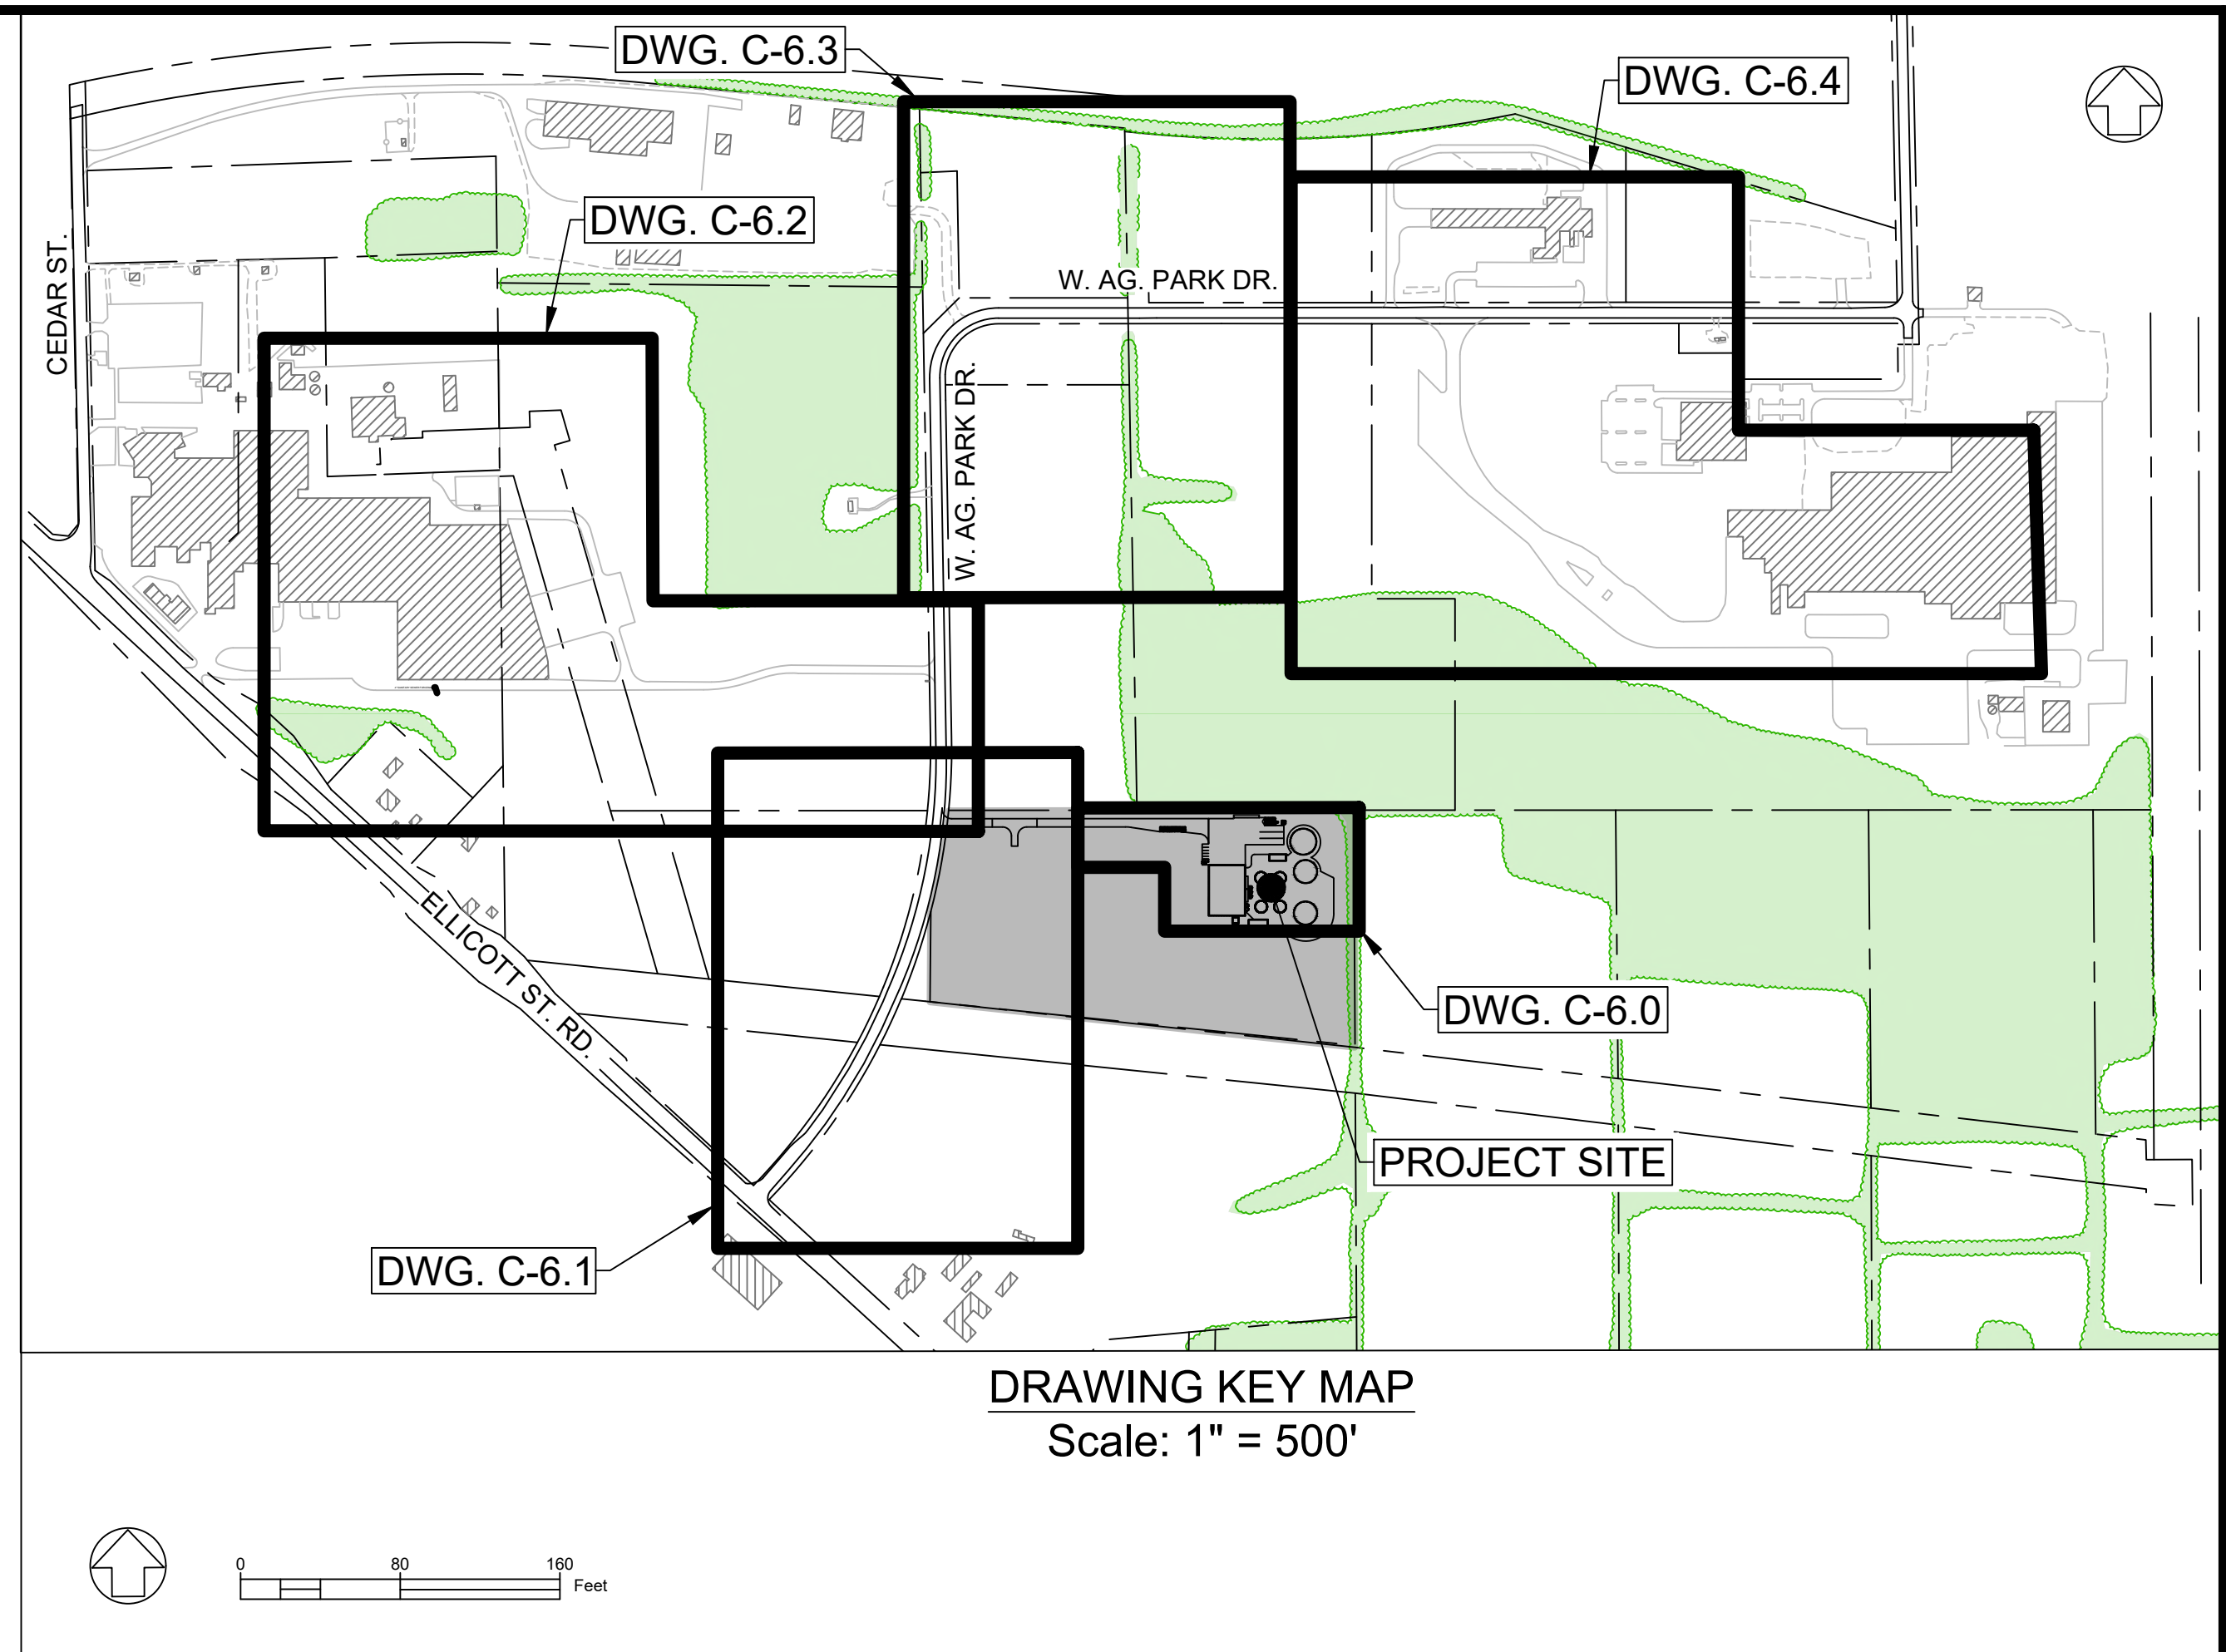 DWG. C-6.3
DWG. C-6.4
DWG. C-6.2
CEDAR ST.
W. AG. PARK DR.
W. AG. PARK DR.
ELLICOTT ST. RD.
DWG. C-6.0
PROJECT SITE
DWG. C-6.1
DRAWING KEY MAP
Scale: 1" = 500'
0 80 160
Feet